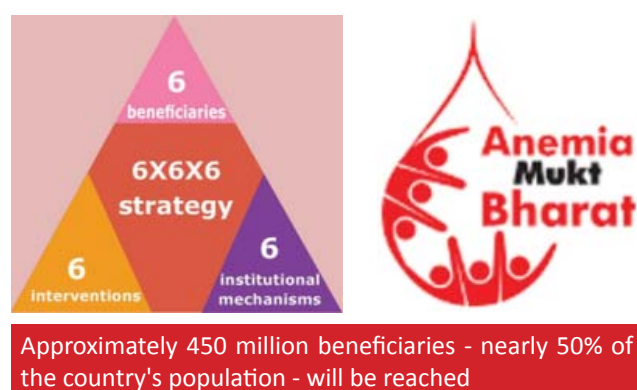 6
beneficiaries
6X6X6
strategy
6
interventions
6
institutional
mechanisms
Anemia
Mukt
Bharat
Approximately 450 million beneficiaries - nearly 50% of
the country's population - will be reached